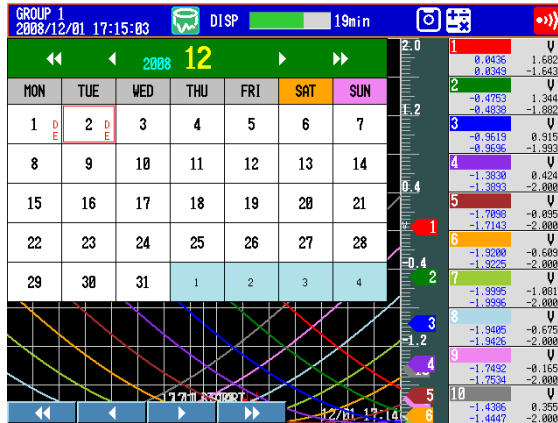 GROUP 1
2008/12/01 17:15:03
DISP
19min
2008 12
MON TUE WED THU FRI SAT SUN
1 D E 2 D E 3 4 5 6 7
8 9 10 11 12 13 14
15 16 17 18 19 20 21
22 23 24 25 26 27 28
29 30 31 1 2 3 4
12/01 17:14
2.0
1.2
0.4
-0.4
-1.2
1
2
3
4
5
6
1 V
0.0436 1.682
0.0349 -1.643
2 V
-0.4753 1.344
-0.4838 -1.882
3 V
-0.9619 0.915
-0.9696 -1.993
4 V
-1.3830 0.424
-1.3893 -2.000
5 V
-1.7098 -0.095
-1.7143 -2.000
6 V
-1.9200 -0.609
-1.9225 -2.000
7 V
-1.9995 -1.081
-1.9996 -2.000
8 V
-1.9405 -0.675
-1.9426 -2.000
9 V
-1.7492 -0.165
-1.7534 -2.000
10 V
-1.4386 0.355
-1.4447 -2.000